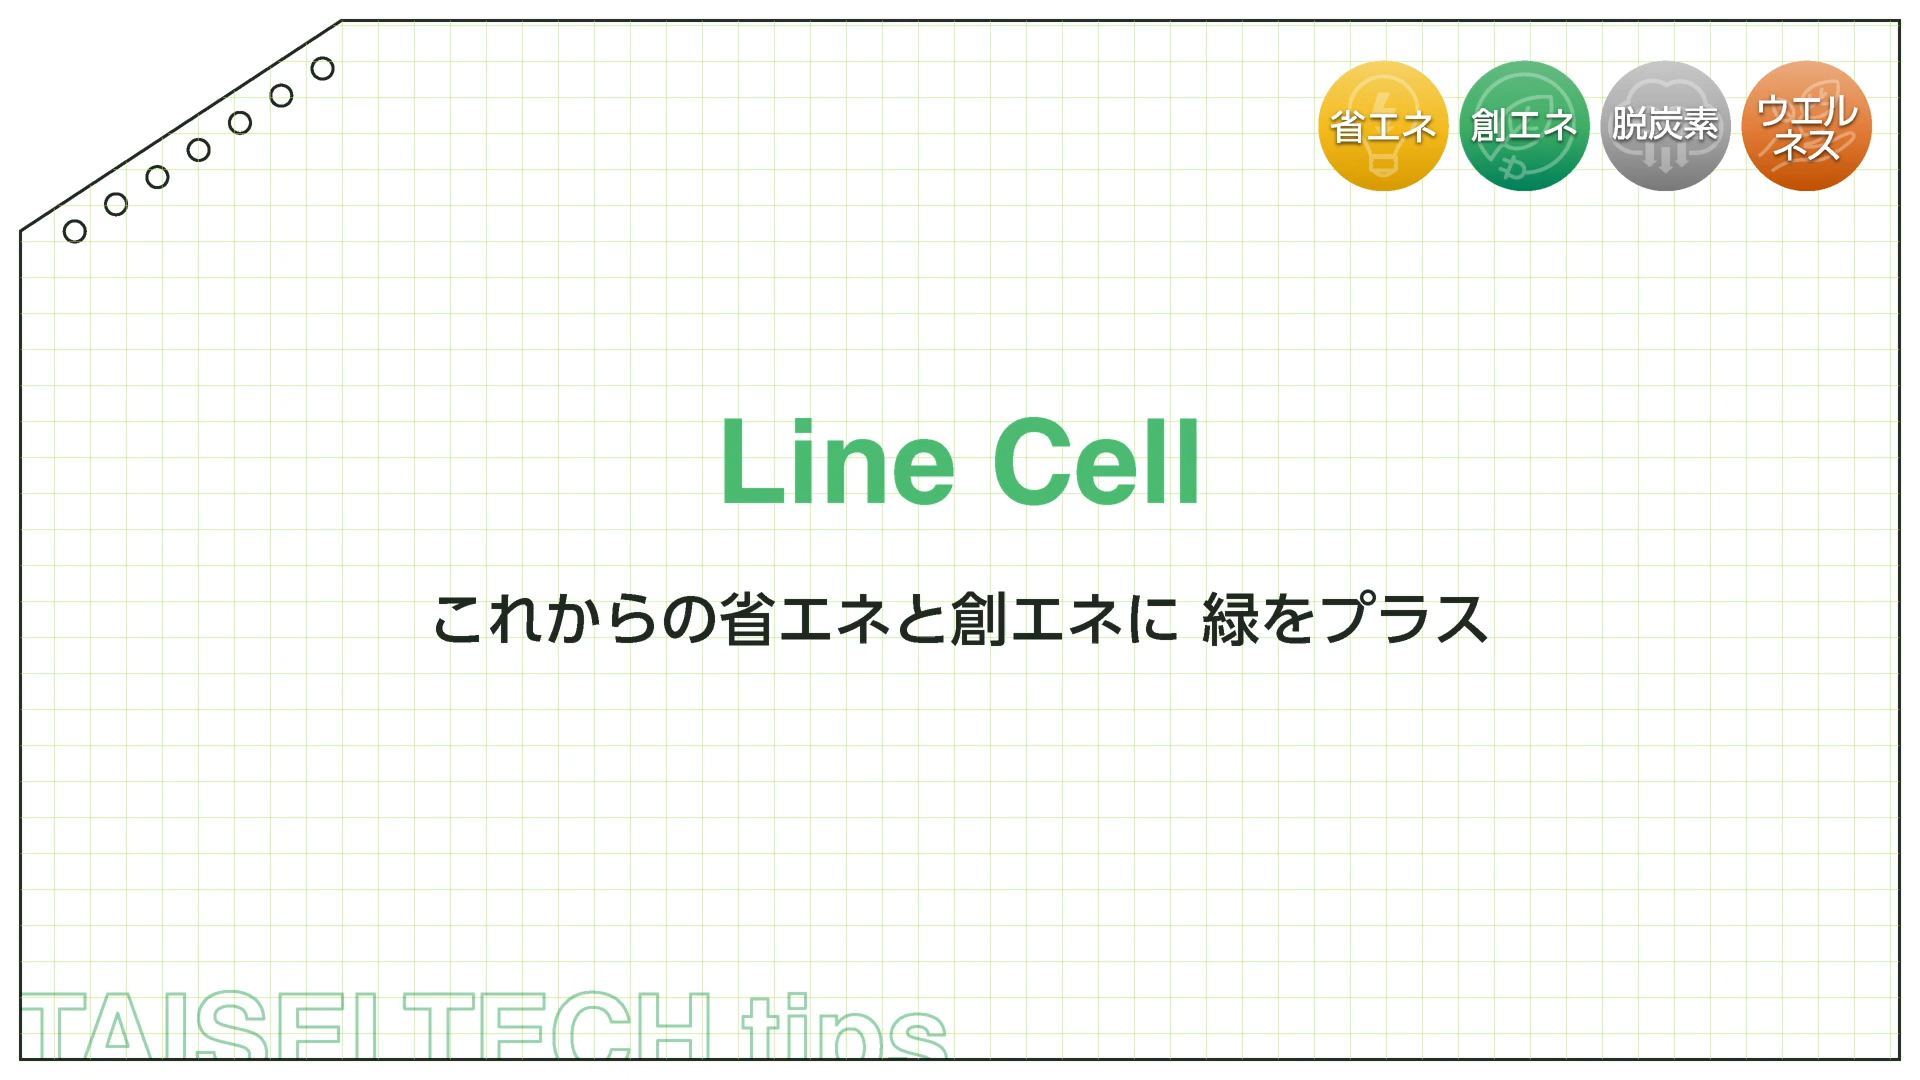 省エネ
創エネ
脱炭素
ウエル
ネス
Line Cell
これからの省エネと創エネに 緑をプラス
TAISEI TECH tips